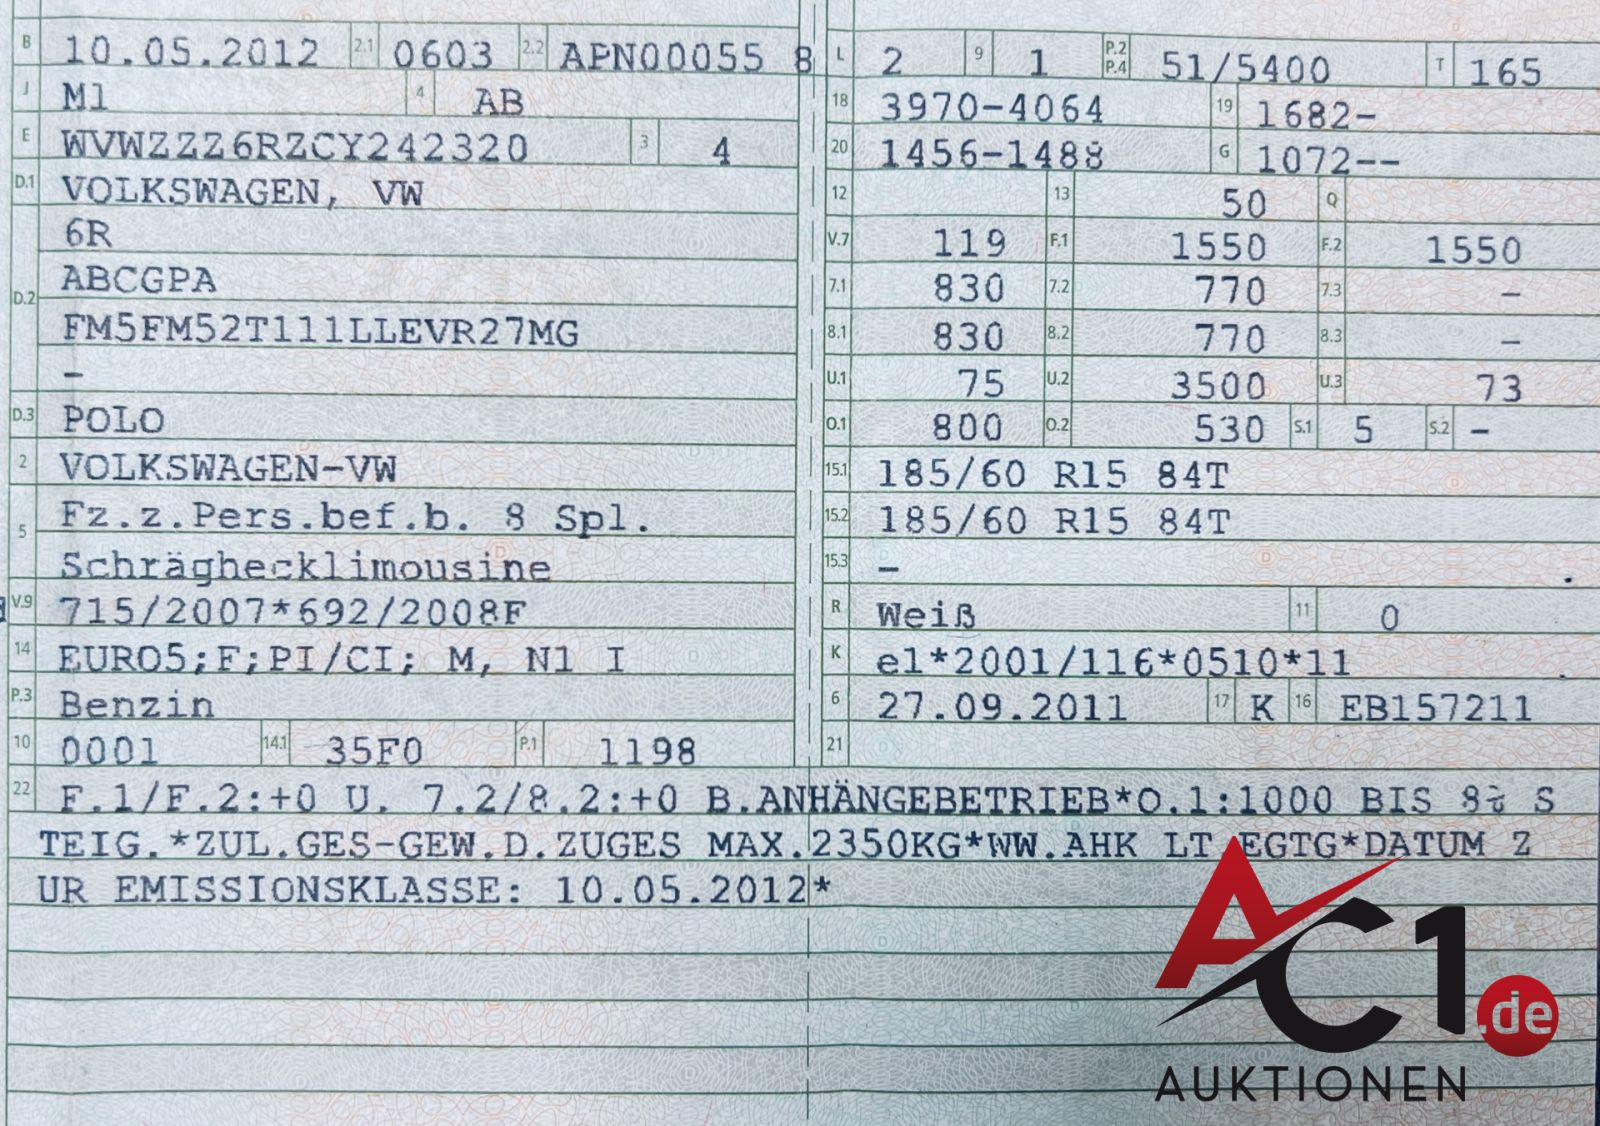 B 10.05.2012 2.1 0603 2.2 APN00055 8
J M1 4 AB
E WVWZZZ6RZCY242320 3 4
D.1 VOLKSWAGEN, VW
6R
D.2 ABCGPA
FM5FM52T111LLEVR27MG
–
D.3 POLO
2 VOLKSWAGEN-VW
5 Fz.z.Pers.bef.b. 8 Spl.
Schräghecklimousine
V.9 715/2007*692/2008F
14 EURO5;F;PI/CI; M, N1 I
P.3 Benzin
10 0001 14.1 35F0 P.1 1198
L 2 9 1 P.2 P.4 51/5400 T 165
18 3970-4064 19 1682-
20 1456-1488 G 1072--
12 13 50 Q
V.7 119 F.1 1550 F.2 1550
7.1 830 7.2 770 7.3 –
8.1 830 8.2 770 8.3 –
U.1 75 U.2 3500 U.3 73
O.1 800 O.2 530 S.1 5 S.2 –
15.1 185/60 R15 84T
15.2 185/60 R15 84T
15.3 –
R Weiß 11 0
K e1*2001/116*0510*11
6 27.09.2011 17 K 16 EB157211
21
22 F.1/F.2:+0 U. 7.2/8.2:+0 B.ANHÄNGEBETRIEB*O.1:1000 BIS 8% S
TEIG.*ZUL.GES-GEW.D.ZUGES MAX.2350KG*WW.AHK LT EGTG*DATUM Z
UR EMISSIONSKLASSE: 10.05.2012*
AC1.de
AUKTIONEN